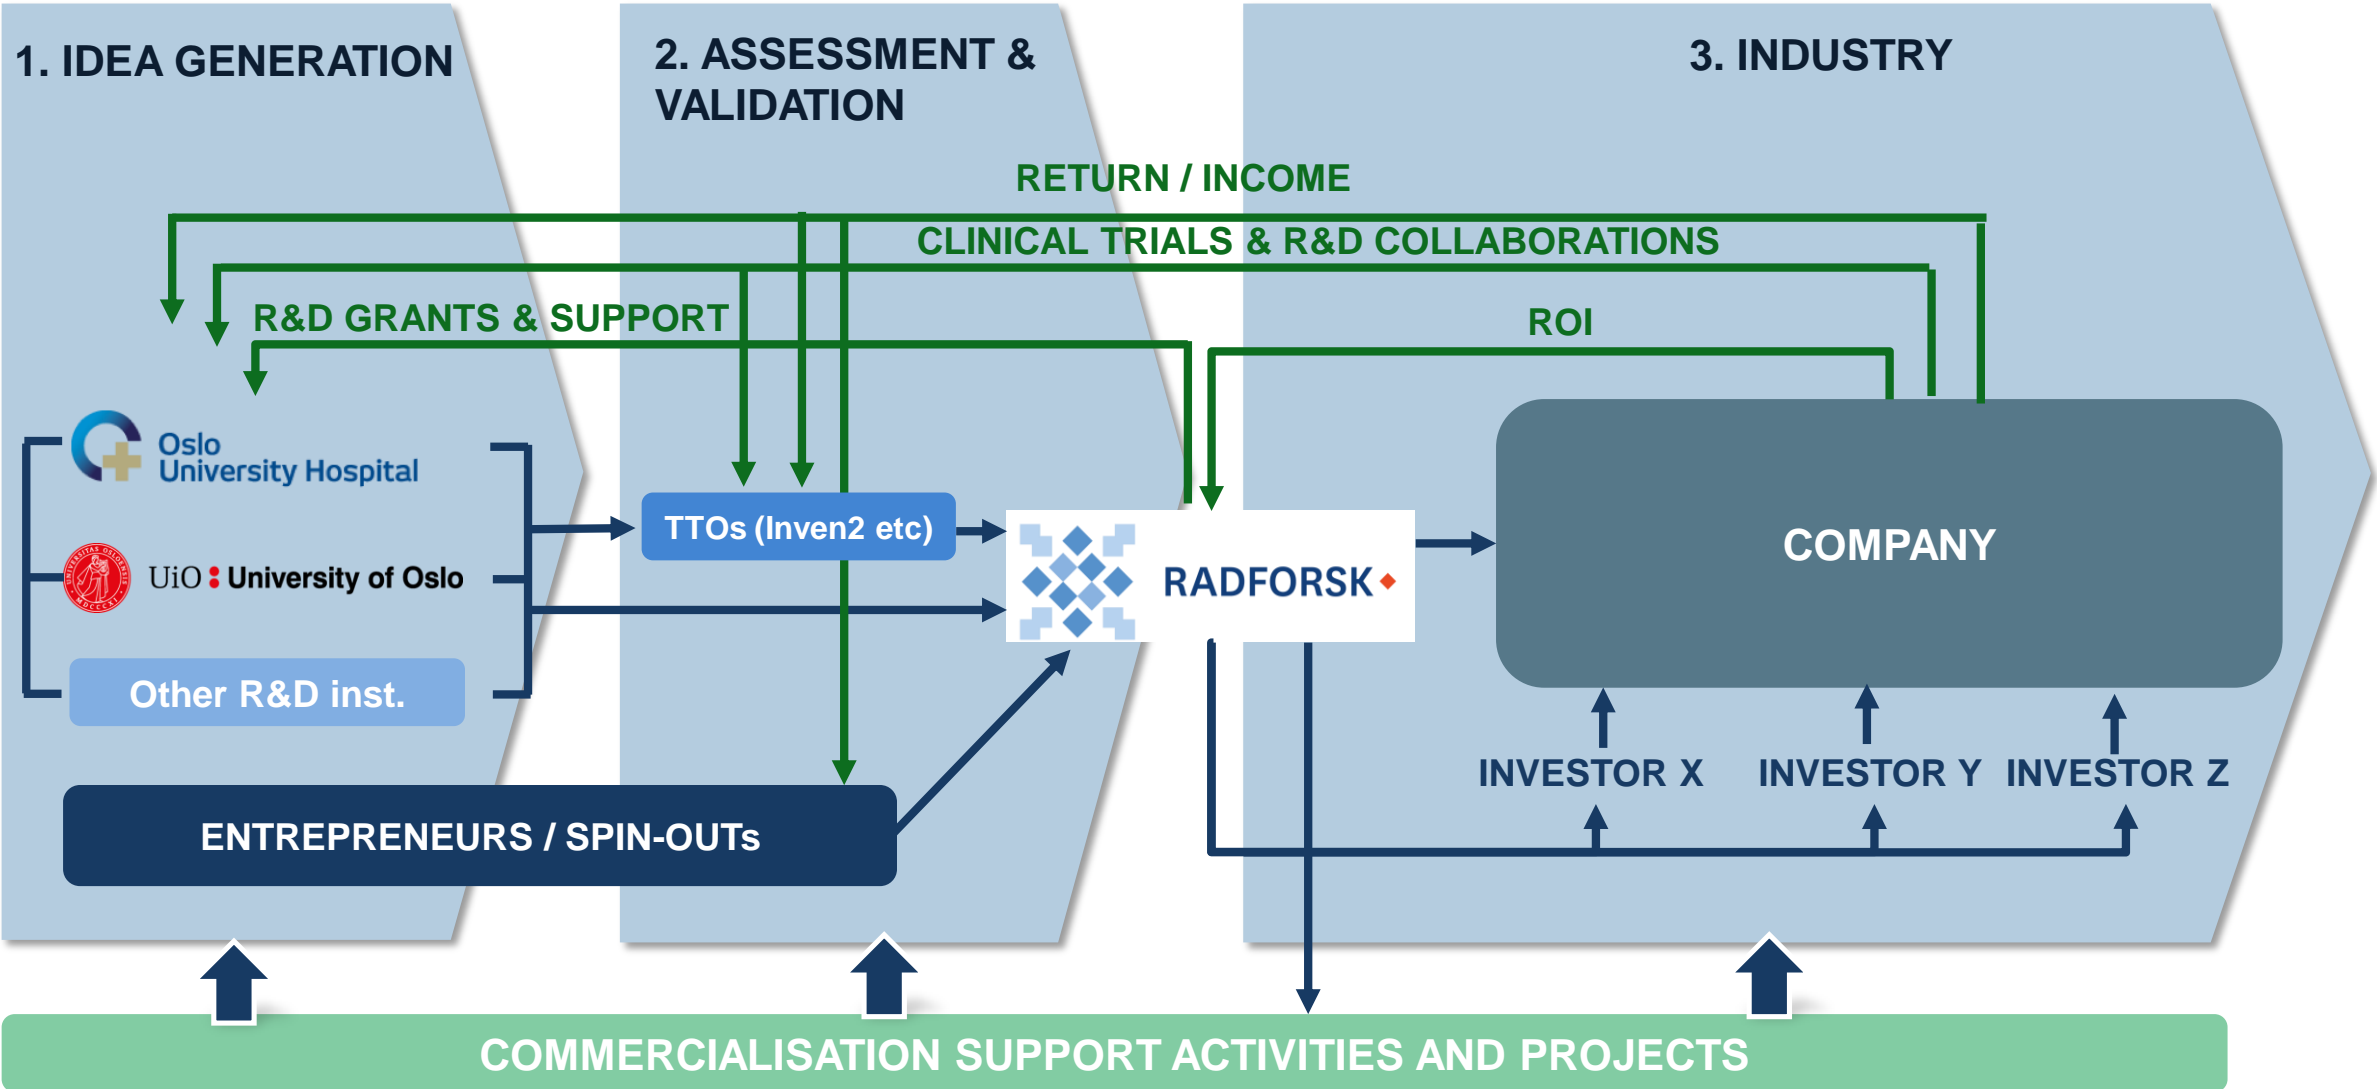 1. IDEA GENERATION
2. ASSESSMENT &
VALIDATION
3. INDUSTRY
RETURN / INCOME
CLINICAL TRIALS & R&D COLLABORATIONS
R&D GRANTS & SUPPORT
ROI
Oslo
University Hospital
UiO : University of Oslo
Other R&D inst.
TTOs (Inven2 etc)
RADFORSK
COMPANY
INVESTOR X
INVESTOR Y
INVESTOR Z
ENTREPRENEURS / SPIN-OUTs
COMMERCIALISATION SUPPORT ACTIVITIES AND PROJECTS